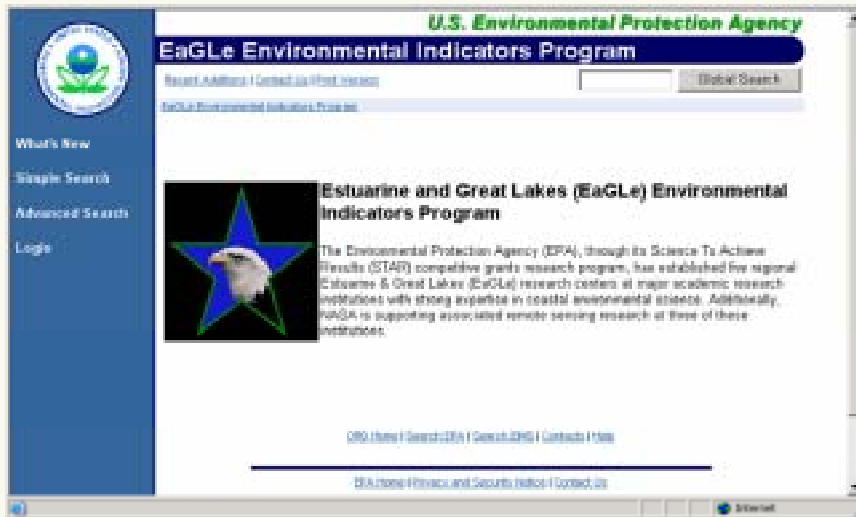 U.S. Environmental Protection Agency
EaGLe Environmental Indicators Program
Recent Additions | Contact Us | Print Version
Global Search
EaGLe Environmental Indicators Program
What's New
Simple Search
Advanced Search
Login
Estuarine and Great Lakes (EaGLe) Environmental
Indicators Program
The Environmental Protection Agency (EPA), through its Science To Achieve
Results (STAR) competitive grants research program, has established five regional
Estuarine & Great Lakes (EaGLe) research centers at major academic research
institutions with strong expertise in coastal environmental science. Additionally,
NASA is supporting associated remote sensing research at three of these
institutions.
ORD Home | Search EPA | Search EIMS | Contacts | Help
EPA Home | Privacy and Security Notice | Contact Us
Internet